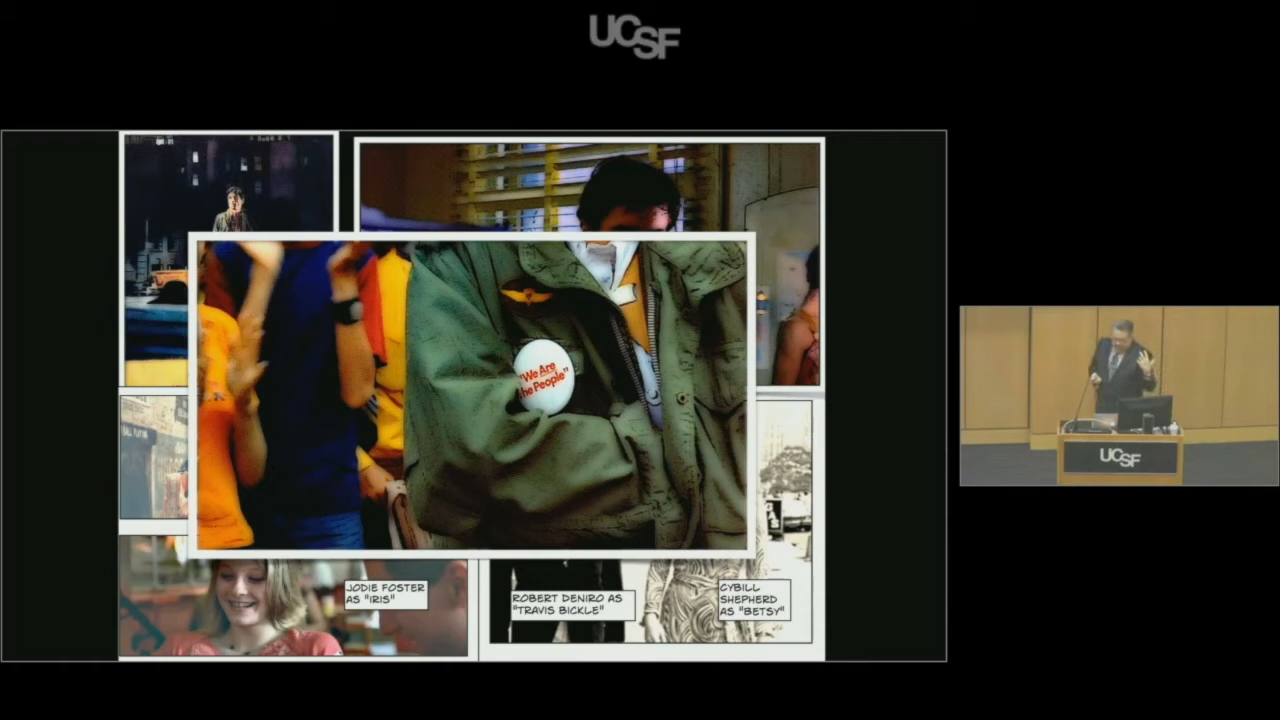 UCSF
"We Are
the People"
JODIE FOSTER
AS "IRIS"
ROBERT DENIRO AS
"TRAVIS BICKLE"
CYBILL
SHEPHERD
AS "BETSY"
UCSF